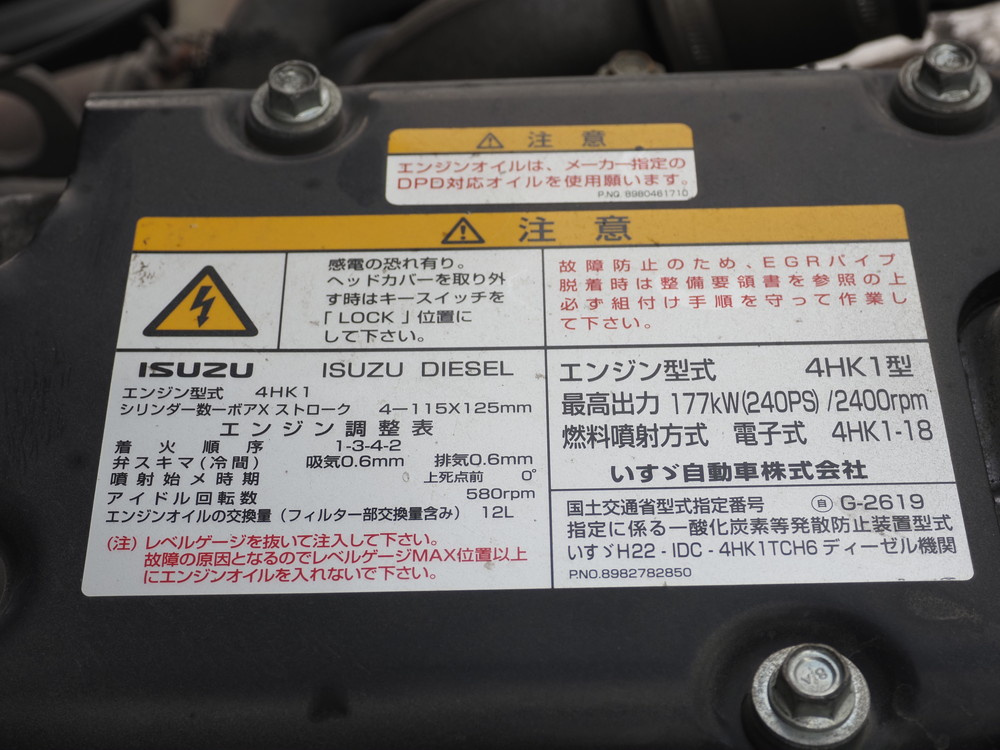 注意
エンジンオイルは、メーカー指定の
DPD対応オイルを使用願います。
P.NO. 8980461710
注意
感電の恐れ有り。
ヘッドカバーを取り外
す時はキースイッチを
「LOCK」位置に
して下さい。
故障防止のため、EGRパイプ
脱着時は整備要領書を参照の上
必ず組付け手順を守って作業し
て下さい。
ISUZU ISUZU DIESEL
エンジン型式 4HK1
シリンダー数ーボアX ストローク 4－115X125mm
エンジン調整表
着火順序 1-3-4-2
弁スキマ(冷間) 吸気0.6mm 排気0.6mm
噴射始メ時期 上死点前 0°
アイドル回転数 580rpm
エンジンオイルの交換量（フィルター部交換量含み） 12L
(注) レベルゲージを抜いて注入して下さい。
故障の原因となるのでレベルゲージMAX位置以上
にエンジンオイルを入れないで下さい。
エンジン型式 4HK1型
最高出力 177kW(240PS)/2400rpm
燃料噴射方式 電子式 4HK1-18
いすゞ自動車株式会社
国土交通省型式指定番号 自 G-2619
指定に係る一酸化炭素等発散防止装置型式
いすゞH22-IDC-4HK1TCH6 ディーゼル機関
P.NO.8982782850